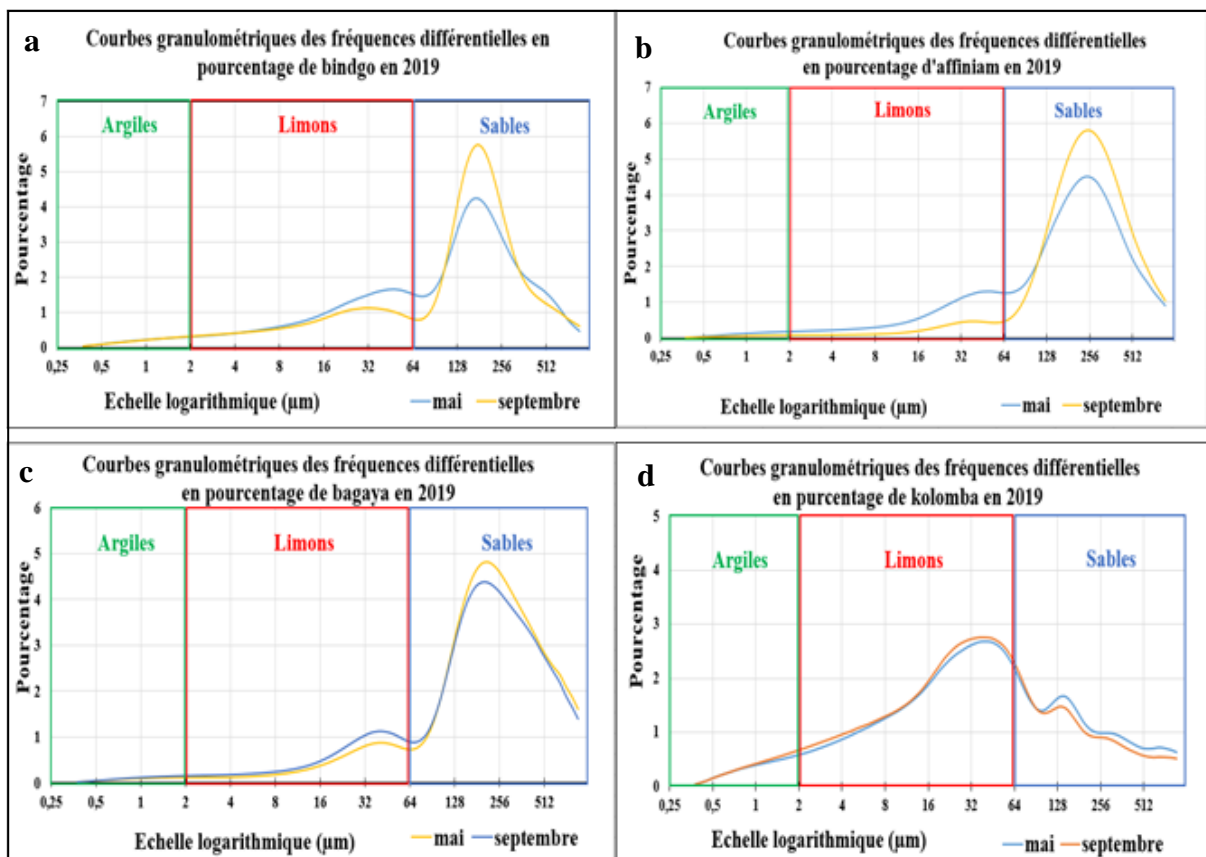 a
Courbes granulométriques des fréquences différentielles en
pourcentage de bindgo en 2019
7
6
5
4
3
2
1
0
Pourcentage
Argiles
Limons
Sables
0,25 0,5 1 2 4 8 16 32 64 128 256 512
Echelle logarithmique (µm)
mai septembre
b
Courbes granulométriques des fréquences différentielles
en pourcentage d'affiniam en 2019
7
6
5
4
3
2
1
0
Pourcentage
Argiles
Limons
Sables
0,25 0,5 1 2 4 8 16 32 64 128 256 512
Echelle logarithmique (µm)
mai septembre
c
Courbes granulométriques des fréquences différentielles
en pourcentage de bagaya en 2019
6
5
4
3
2
1
0
Pourcentage
Argiles
Limons
Sables
0,25 0,5 1 2 4 8 16 32 64 128 256 512
Echelle logarithmique (µm)
mai septembre
d
Courbes granulométriques des fréquences différentielles
en purcentage de kolomba en 2019
5
4
3
2
1
0
Pourcentage
Argiles
Limons
Sables
0,25 0,5 1 2 4 8 16 32 64 128 256 512
Echelle logarithmique (µm)
mai septembre